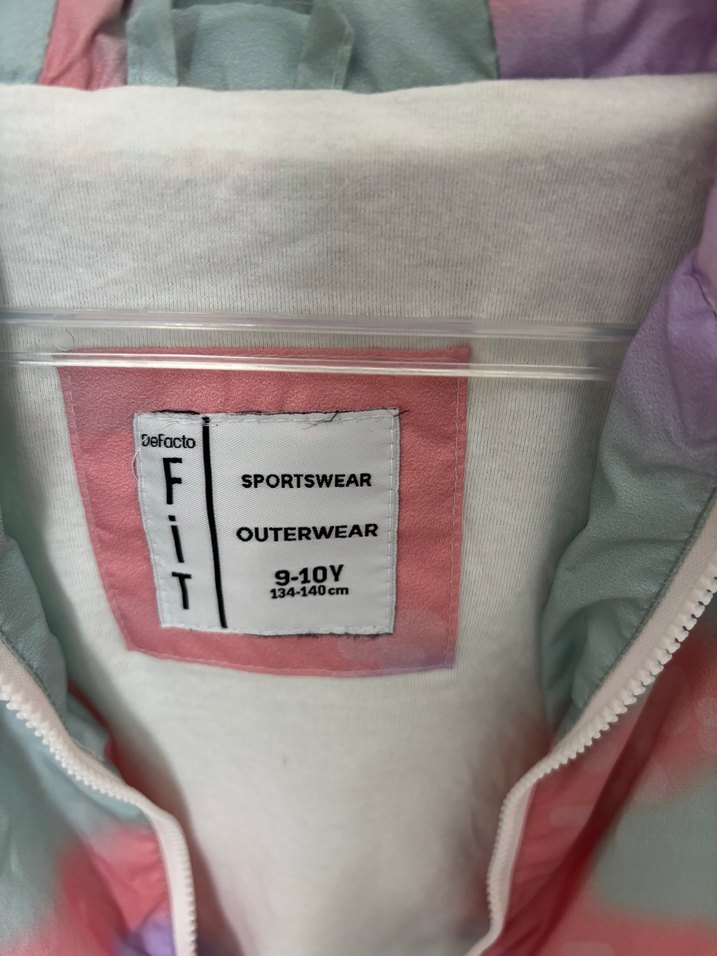 DeFacto
FiT
SPORTSWEAR
OUTERWEAR
9-10Y
134-140cm